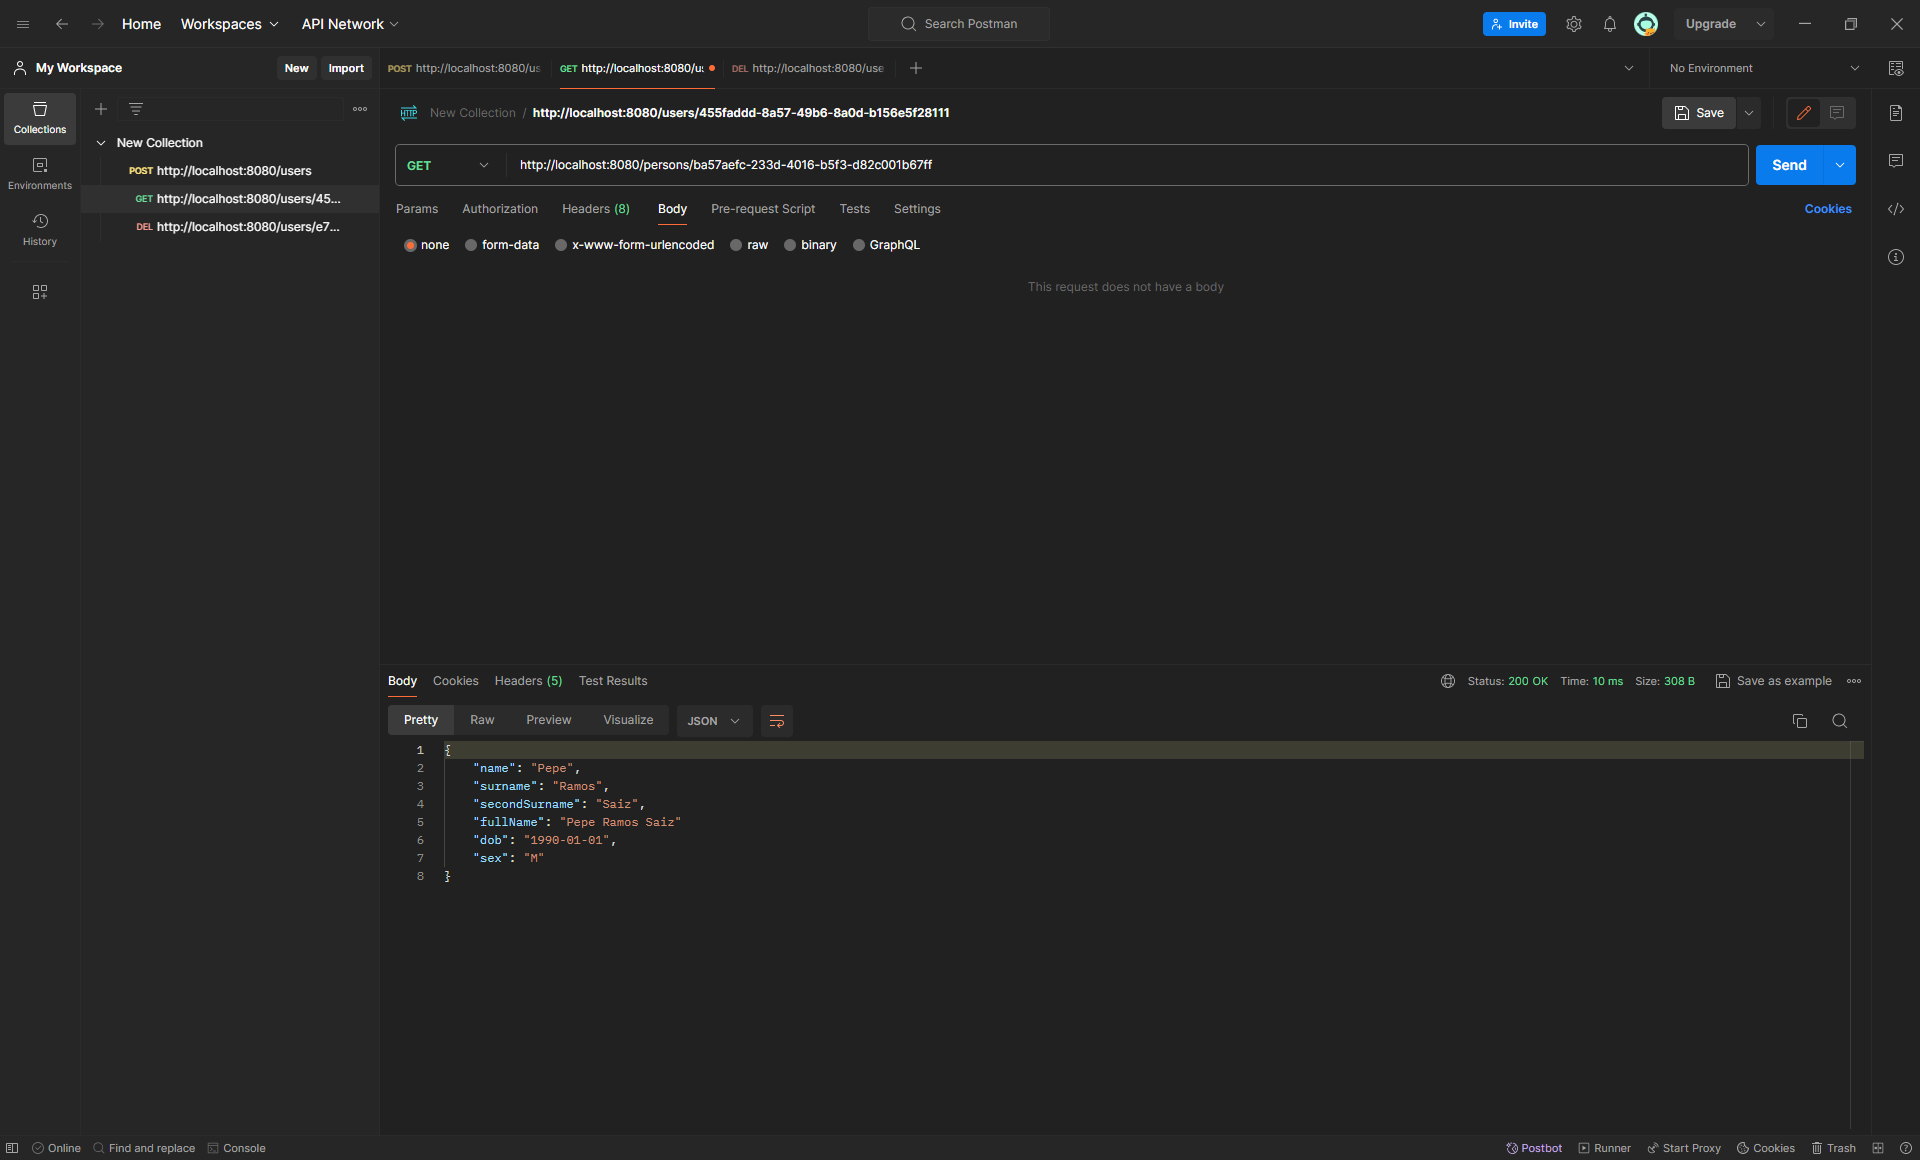 Home Workspaces API Network Search Postman Invite Upgrade
My Workspace New Import POST http://localhost:8080/us GET http://localhost:8080/u: DEL http://localhost:8080/use No Environment
Collections
Environments
History
New Collection
POST http://localhost:8080/users
GET http://localhost:8080/users/45...
DEL http://localhost:8080/users/e7...
HTTP New Collection / http://localhost:8080/users/455faddd-8a57-49b6-8a0d-b156e5f28111 Save
GET http://localhost:8080/persons/ba57aefc-233d-4016-b5f3-d82c001b67ff Send
Params Authorization Headers (8) Body Pre-request Script Tests Settings Cookies
none form-data x-www-form-urlencoded raw binary GraphQL
This request does not have a body
Body Cookies Headers (5) Test Results Status: 200 OK Time: 10 ms Size: 308 B Save as example
Pretty Raw Preview Visualize JSON
1 {
2 "name": "Pepe",
3 "surname": "Ramos",
4 "secondSurname": "Saiz",
5 "fullName": "Pepe Ramos Saiz"
6 "dob": "1990-01-01",
7 "sex": "M"
8 }
Online Find and replace Console Postbot Runner Start Proxy Cookies Trash